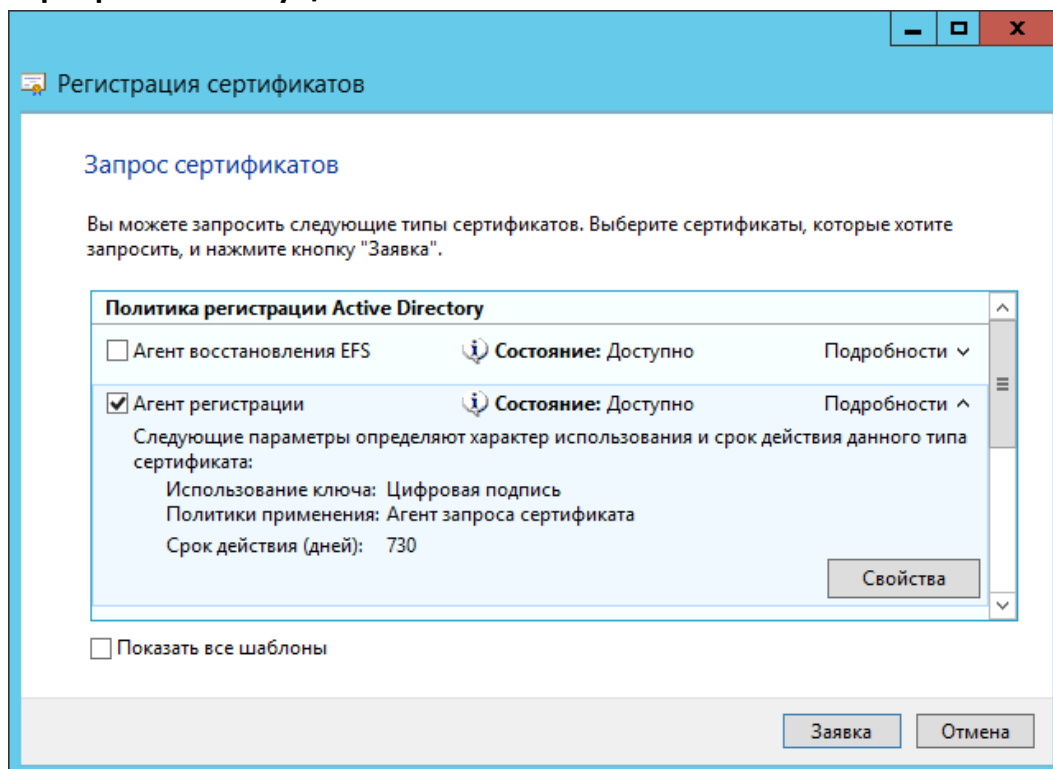 Регистрация сертификатов
Запрос сертификатов
Вы можете запросить следующие типы сертификатов. Выберите сертификаты, которые хотите
запросить, и нажмите кнопку "Заявка".
Политика регистрации Active Directory
Агент восстановления EFS Состояние: Доступно Подробности
Агент регистрации Состояние: Доступно Подробности
Следующие параметры определяют характер использования и срок действия данного типа
сертификата:
Использование ключа: Цифровая подпись
Политики применения: Агент запроса сертификата
Срок действия (дней): 730
Свойства
Показать все шаблоны
Заявка Отмена